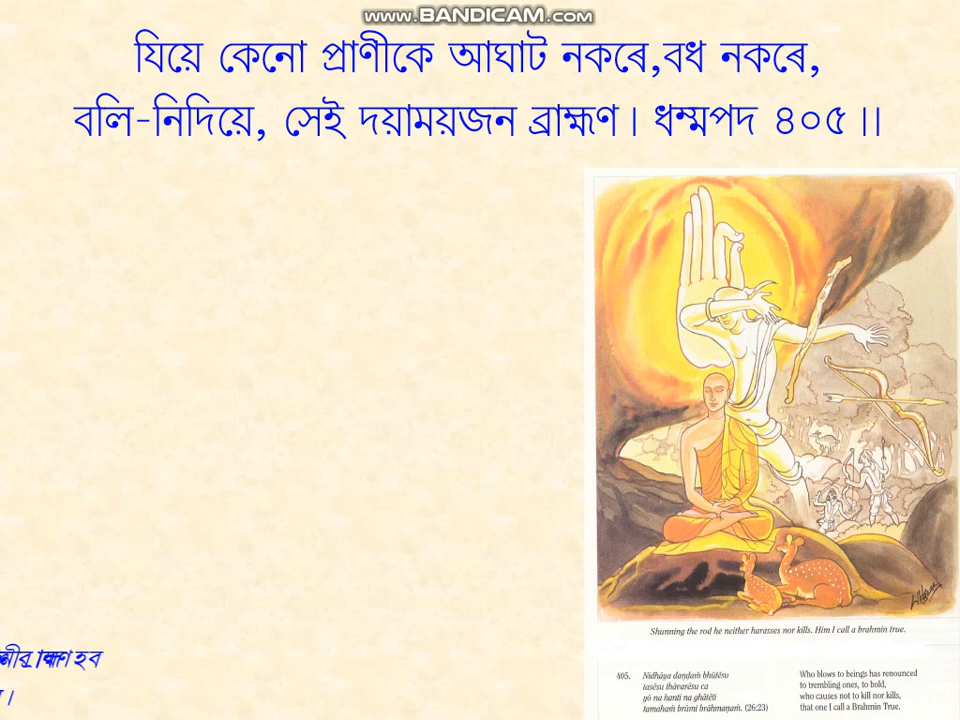 www.BANDICAM.com
যিয়ে কেনো প্ৰাণীকে আঘাট নকৰে,বধ নকৰে,
বলি-নিদিয়ে, সেই দয়াময়জন ব্ৰাহ্মণ। ধম্মপদ ৪০৫।।
Shunning the rod he neither harasses nor kills. Him I call a brahmin true.
405. Nidhāya daṇḍaṁ bhūtēsu
tasēsu thāvarēsu ca
yō na hanti na ghātēti
tamahaṁ brūmi brāhmaṇaṁ. (26:23)
Who blows to beings has renounced
to trembling ones, to bold,
who causes not to kill nor kills,
that one I call a Brahmin True.
হব